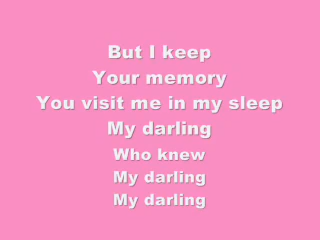 But I keep
Your memory
You visit me in my sleep
My darling
Who knew
My darling
My darling